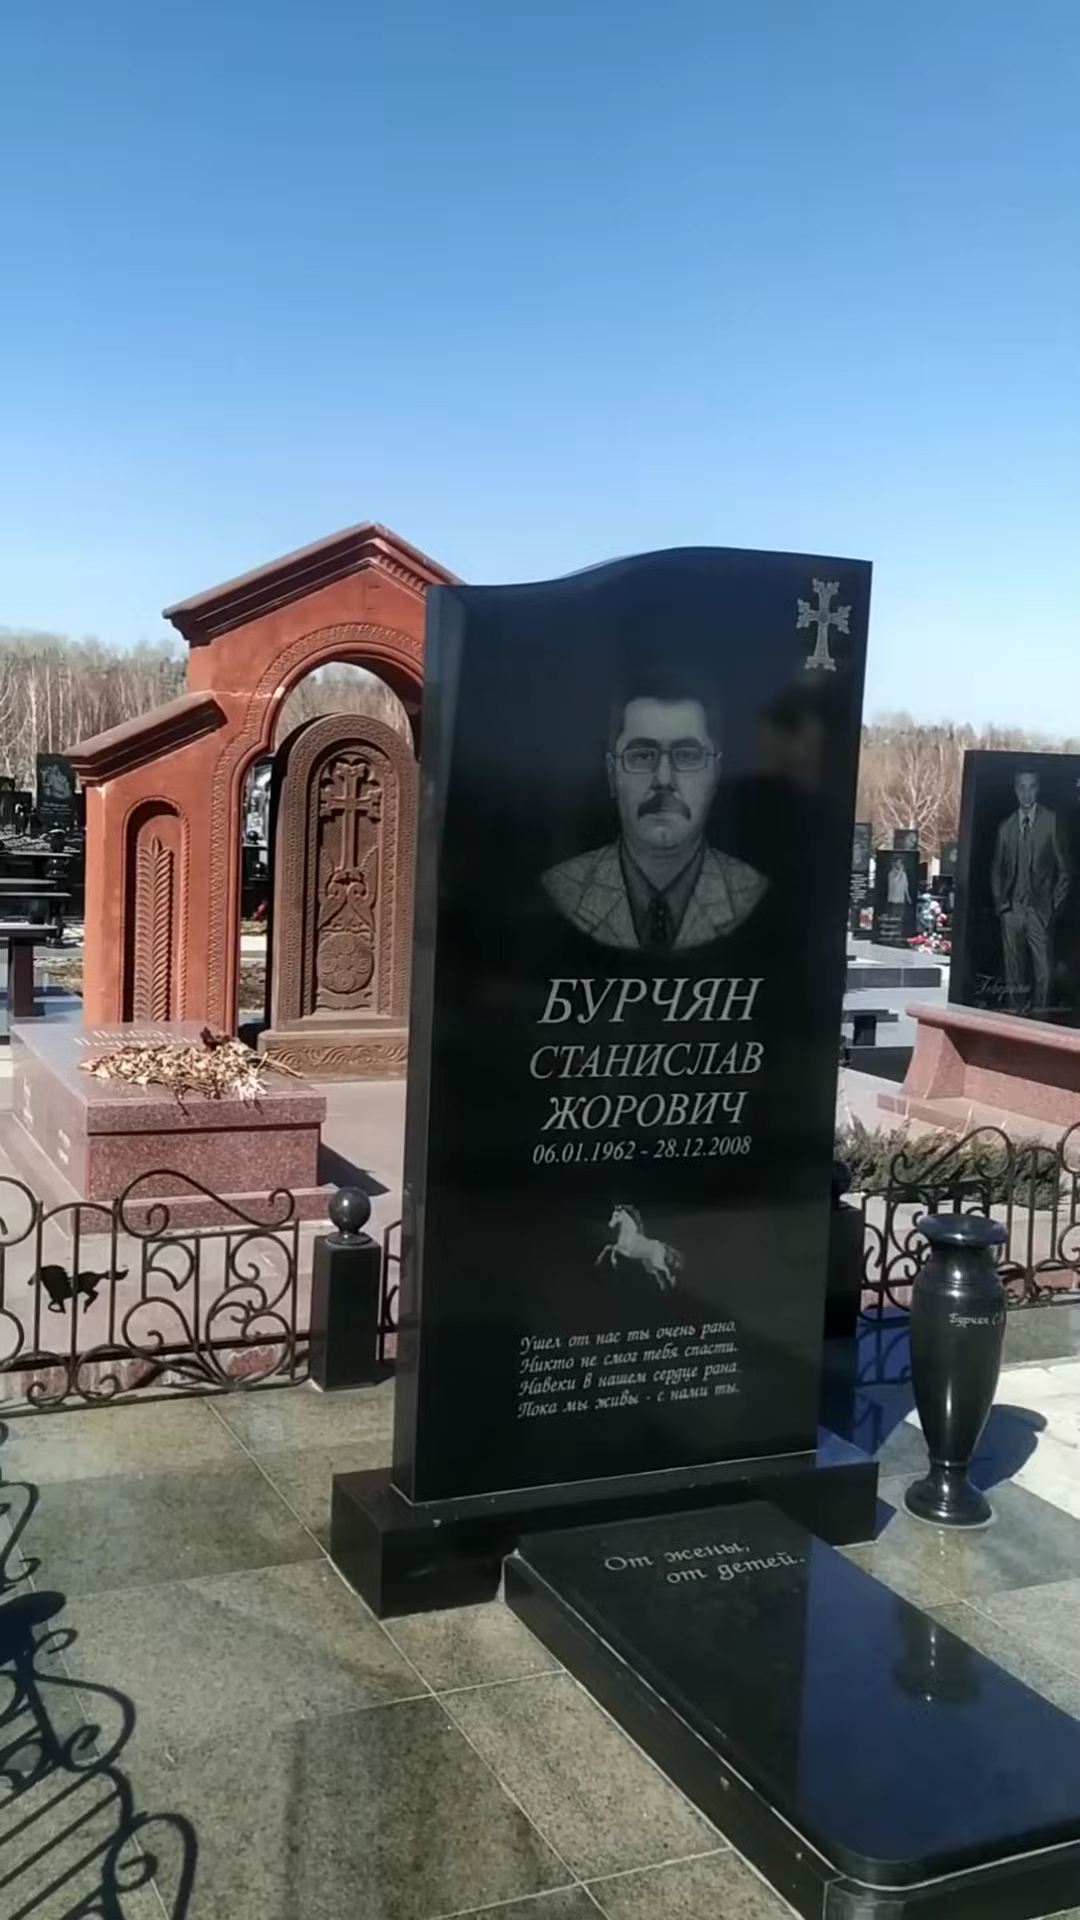 БУРЧЯН
СТАНИСЛАВ
ЖОРОВИЧ
06.01.1962 - 28.12.2008
Ушел от нас ты очень рано,
Никто не смог тебя спасти.
Навеки в нашем сердце рана.
Пока мы живы - с нами ты.
От жены,
от детей.
Бурчян С